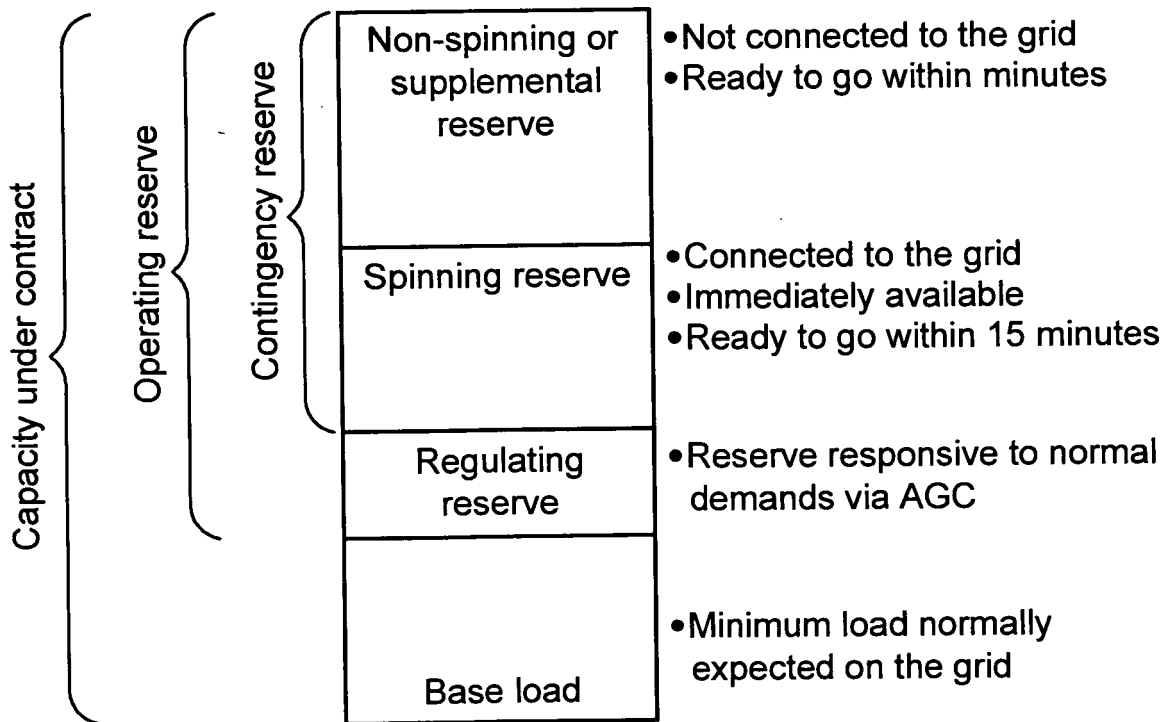 Capacity under contract
Operating reserve
Contingency reserve
Non-spinning or
supplemental
reserve
•Not connected to the grid
•Ready to go within minutes
Spinning reserve
•Connected to the grid
•Immediately available
•Ready to go within 15 minutes
Regulating
reserve
•Reserve responsive to normal
demands via AGC
Base load
•Minimum load normally
expected on the grid